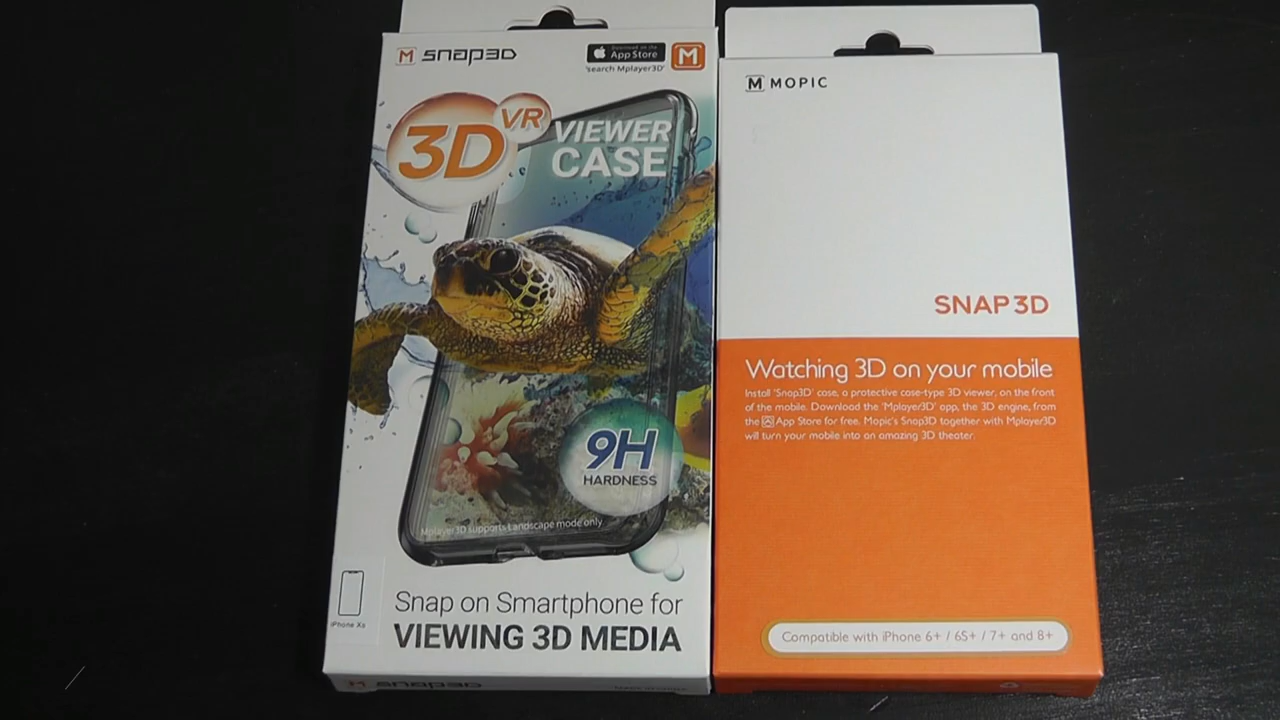 M SNAP3D
Download on the
App Store
'search Mplayer3D'
M
3D VR VIEWER
CASE
9H
HARDNESS
Mplayer3D supports Landscape mode only
iPhone Xs
Snap on Smartphone for
VIEWING 3D MEDIA
M SNAP3D
M MOPIC
SNAP3D
Watching 3D on your mobile
Install 'Snap3D' case, a protective case-type 3D viewer, on the front
of the mobile. Download the 'Mplayer3D' app, the 3D engine, from
the App Store for free. Mopic's Snap3D together with Mplayer3D
will turn your mobile into an amazing 3D theater.
Compatible with iPhone 6+ / 6S+ / 7+ and 8+